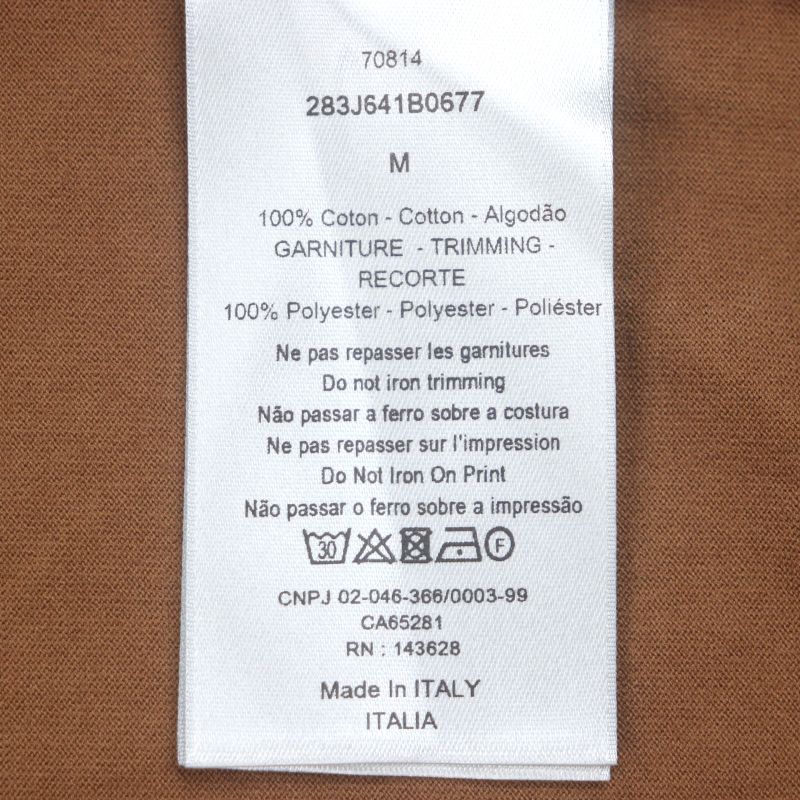 70814
283J641B0677
M
100% Coton - Cotton - Algodão
GARNITURE - TRIMMING -
RECORTE
100% Polyester - Polyester - Poliéster
Ne pas repasser les garnitures
Do not iron trimming
Não passar a ferro sobre a costura
Ne pas repasser sur l'impression
Do Not Iron On Print
Não passar o ferro sobre a impressão
30 F
CNPJ 02-046-366/0003-99
CA65281
RN : 143628
Made In ITALY
ITALIA